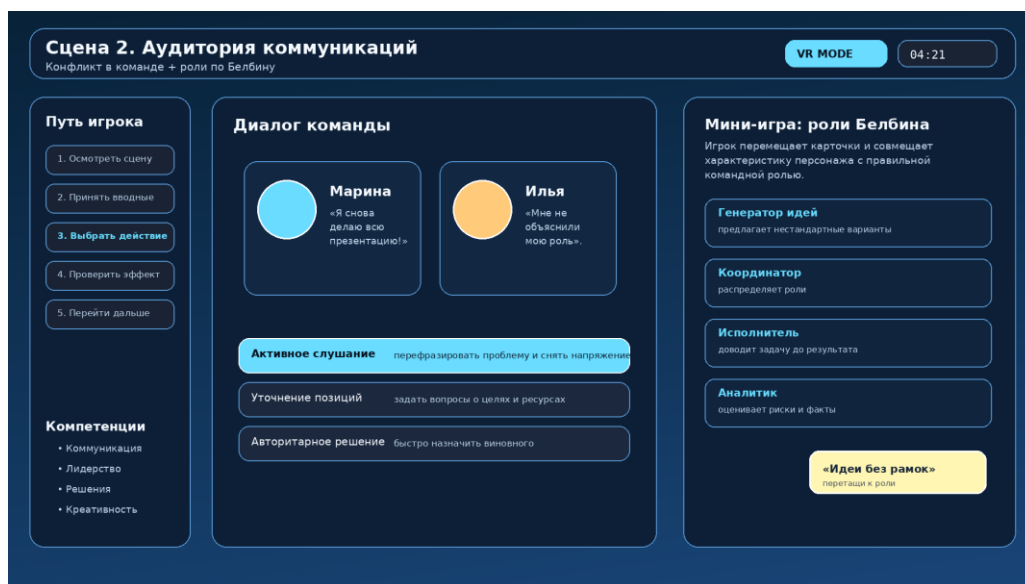 Сцена 2. Аудитория коммуникаций
Конфликт в команде + роли по Белбину
VR MODE
04:21
Путь игрока
1. Осмотреть сцену
2. Принять вводные
3. Выбрать действие
4. Проверить эффект
5. Перейти дальше
Компетенции
• Коммуникация
• Лидерство
• Решения
• Креативность
Диалог команды
Марина
«Я снова
делаю всю
презентацию!»
Илья
«Мне не
объяснили
мою роль».
Активное слушание перефразировать проблему и снять напряжение
Уточнение позиций задать вопросы о целях и ресурсах
Авторитарное решение быстро назначить виновного
Мини-игра: роли Белбина
Игрок перемещает карточки и совмещает
характеристику персонажа с правильной
командной ролью.
Генератор идей
предлагает нестандартные варианты
Координатор
распределяет роли
Исполнитель
доводит задачу до результата
Аналитик
оценивает риски и факты
«Идеи без рамок»
перетащи к роли